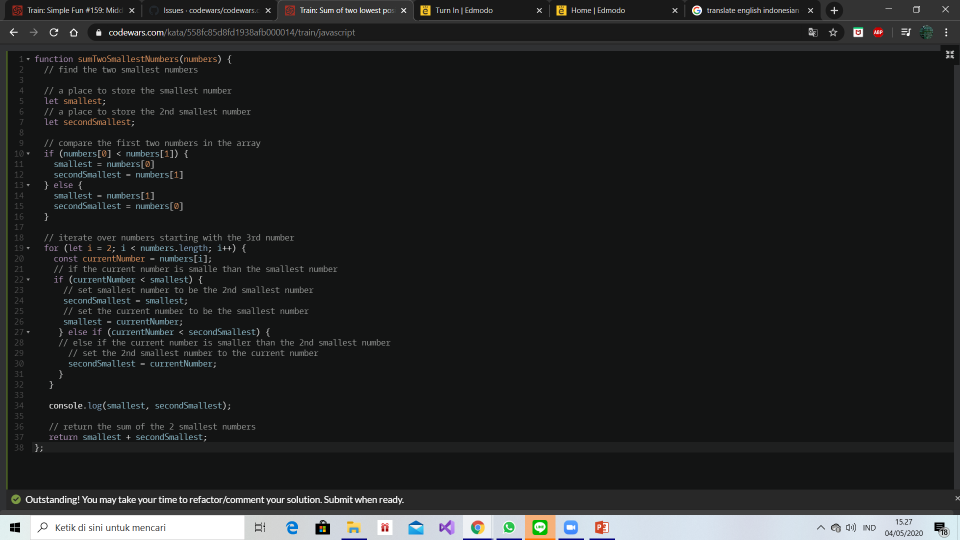 Train: Simple Fun #159: Midd
Issues · codewars/codewars.c
Train: Sum of two lowest pos
Turn In | Edmodo
Home | Edmodo
translate english indonesian
codewars.com/kata/558fc85d8fd1938afb000014/train/javascript
ABP
1 function sumTwoSmallestNumbers(numbers) {
2 // find the two smallest numbers
3
4 // a place to store the smallest number
5 let smallest;
6 // a place to store the 2nd smallest number
7 let secondSmallest;
8
9 // compare the first two numbers in the array
10 if (numbers[0] < numbers[1]) {
11 smallest = numbers[0]
12 secondSmallest = numbers[1]
13 } else {
14 smallest = numbers[1]
15 secondSmallest = numbers[0]
16 }
17
18 // iterate over numbers starting with the 3rd number
19 for (let i = 2; i < numbers.length; i++) {
20 const currentNumber = numbers[i];
21 // if the current number is smalle than the smallest number
22 if (currentNumber < smallest) {
23 // set smallest number to be the 2nd smallest number
24 secondSmallest = smallest;
25 // set the current number to be the smallest number
26 smallest = currentNumber;
27 } else if (currentNumber < secondSmallest) {
28 // else if the current number is smaller than the 2nd smallest number
29 // set the 2nd smallest number to the current number
30 secondSmallest = currentNumber;
31 }
32 }
33
34 console.log(smallest, secondSmallest);
35
36 // return the sum of the 2 smallest numbers
37 return smallest + secondSmallest;
38 };
Outstanding! You may take your time to refactor/comment your solution. Submit when ready.
Ketik di sini untuk mencari
IND
15.27
04/05/2020
18